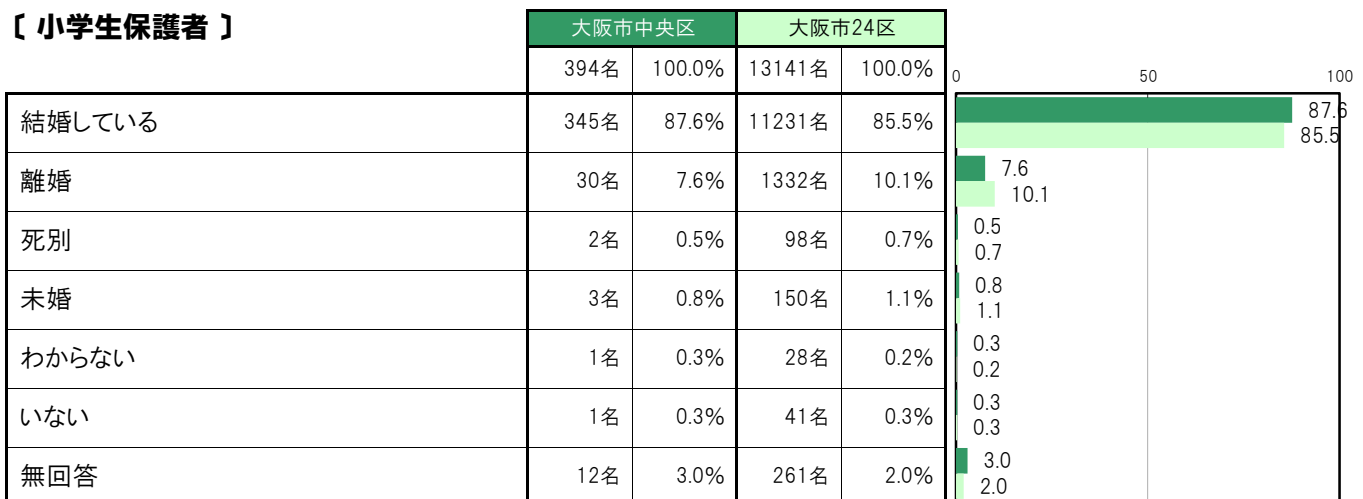 〔 小学生保護者 〕
大阪市中央区 大阪市24区
394名 100.0% 13141名 100.0%
0 50 100
結婚している 345名 87.6% 11231名 85.5% 87.6
85.5
離婚 30名 7.6% 1332名 10.1% 7.6
10.1
死別 2名 0.5% 98名 0.7% 0.5
0.7
未婚 3名 0.8% 150名 1.1% 0.8
1.1
わからない 1名 0.3% 28名 0.2% 0.3
0.2
いない 1名 0.3% 41名 0.3% 0.3
0.3
無回答 12名 3.0% 261名 2.0% 3.0
2.0